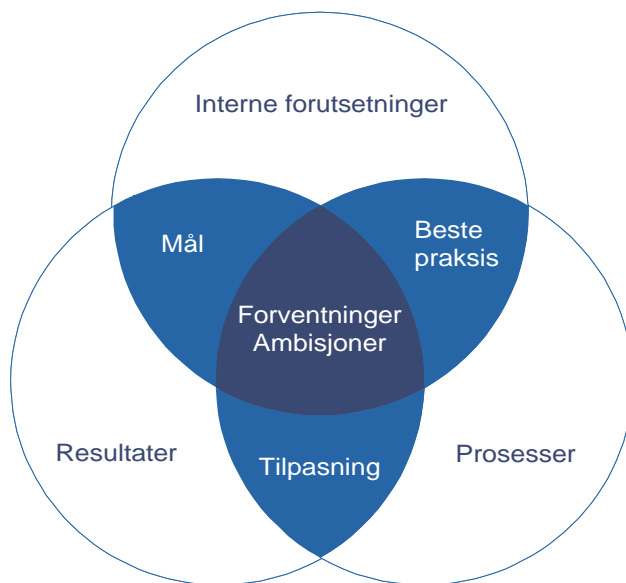 Interne forutsetninger
Mål
Beste
praksis
Forventninger
Ambisjoner
Resultater
Tilpasning
Prosesser